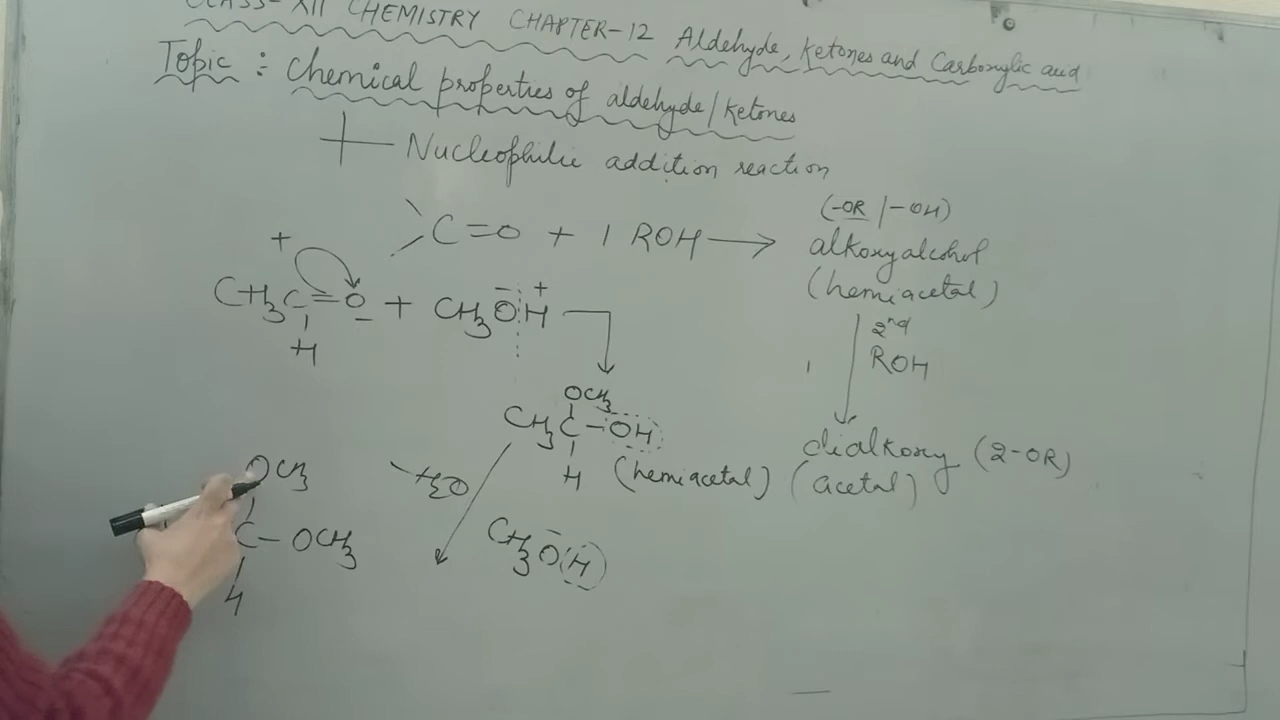 CLASS-XII CHEMISTRY CHAPTER-12 Aldehyde, Ketones and Carboxylic acid
Topic : Chemical properties of aldehyde/Ketones
Nucleophilic addition reaction
C=O + 1 ROH →
(-OR / -OH)
alkoxyalcohol
(hemiacetal)
2nd
ROH
dialkoxy (2-OR)
(acetal)
+
CH3C=O + CH3OH
− − +
H
OCH3
CH3C-OH
H
(hemiacetal)
-H2O
CH3OH
−
OCH3
C-OCH3
H